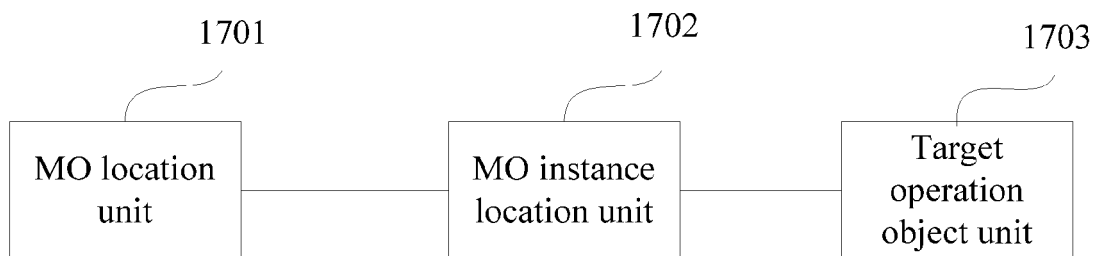 1701
1702
1703
MO location
unit
MO instance
location unit
Target
operation
object unit